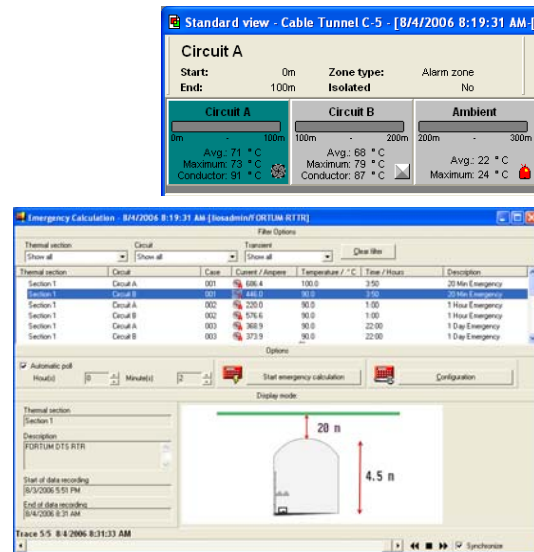 Standard view - Cable Tunnel C-5 - [8/4/2006 8:19:31 AM-[
Circuit A
Start: 0m Zone type: Alarm zone
End: 100m Isolated No
Circuit A Circuit B Ambient
0m - 100m 100m - 200m 200m - 300m
Avg.: 71 °C Avg.: 68 °C Avg.: 22 °C
Maximum: 73 °C Maximum: 79 °C Maximum: 24 °C
Conductor: 91 °C Conductor: 87 °C
Emergency Calculation - 8/4/2006 8:19:31 AM-[liosadmin/FORTUM-RTTR]
Filter Options
Thermal section Circuit Transient
Show all Show all Show all Clear filter
Thermal section Circuit Case Current / Ampere Temperature / °C Time / Hours Description
Section 1 Circuit A 001 686.4 100.0 3:50 20 Min Emergency
Section 1 Circuit B 001 446.0 90.0 3:50 20 Min Emergency
Section 1 Circuit A 002 220.0 90.0 1:00 1 Hour Emergency
Section 1 Circuit B 002 576.6 90.0 1:00 1 Hour Emergency
Section 1 Circuit A 003 368.9 90.0 22:00 1 Day Emergency
Section 1 Circuit B 003 373.9 90.0 22:00 1 Day Emergency
Options
Automatic poll
Hour(s) 0 Minute(s) 2 Start emergency calculation Configuration
Display mode:
Thermal section
Section 1
Description
FORTUM DTS RTR
Start of data recording
8/3/2006 5:51 PM
End of data recording
8/4/2006 8:31 AM
20 m
4.5 m
Trace 5/5 8/4/2006 8:31:33 AM
Synchronize